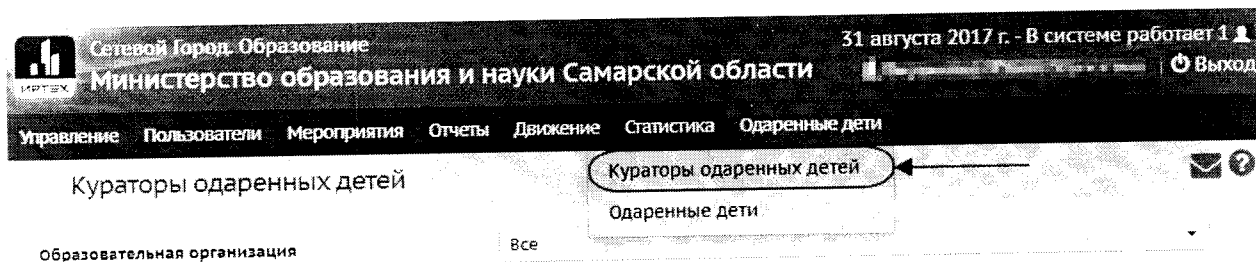 Сетевой Город. Образование
31 августа 2017 г. - В системе работает 1
Министерство образования и науки Самарской области
Выход
ИРТЕХ
Управление Пользователи Мероприятия Отчеты Движение Статистика Одаренные дети
Кураторы одаренных детей
Кураторы одаренных детей
Одаренные дети
Образовательная организация
Все